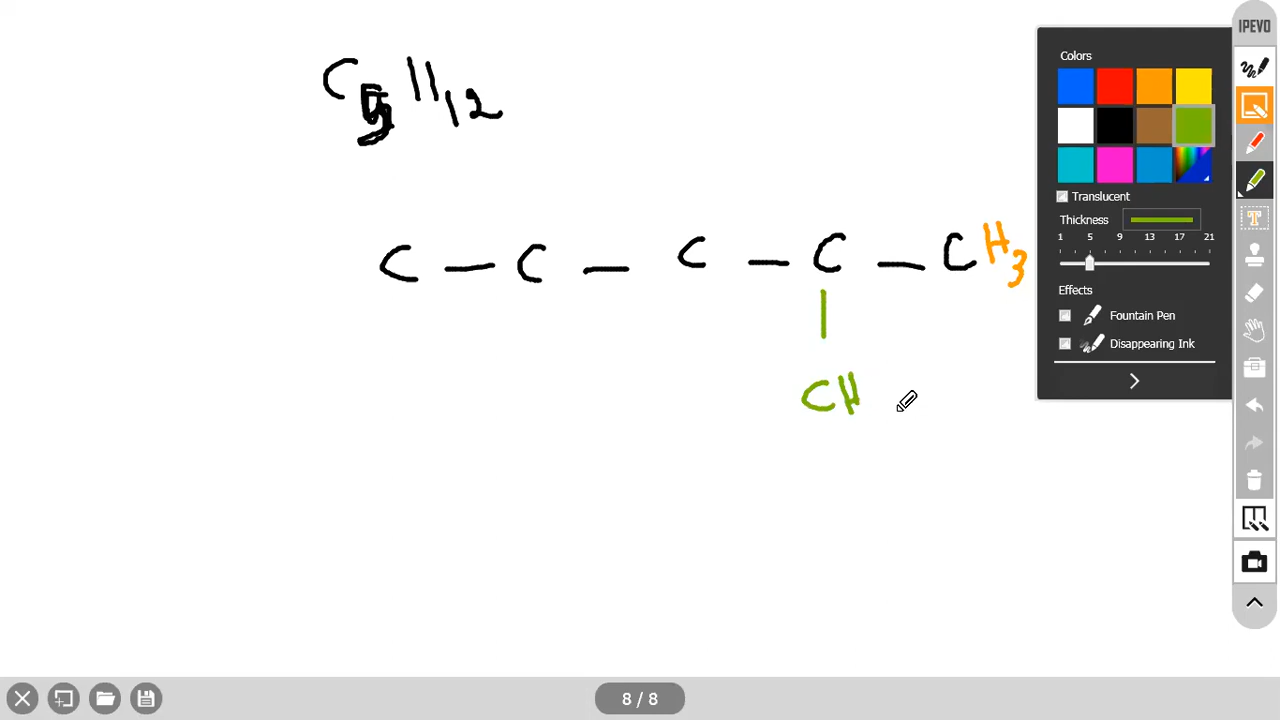 IPEVO
Colors
C5H12
Translucent
Thickness
1 5 9 13 17 21
C — C — C — C — CH3
Effects
Fountain Pen
Disappearing Ink
CH
T
8 / 8